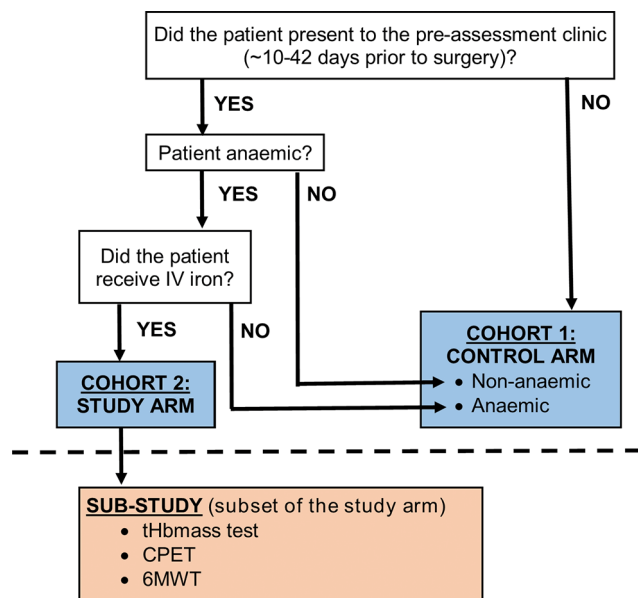 Did the patient present to the pre-assessment clinic
(~10-42 days prior to surgery)?
YES
NO
Patient anaemic?
YES
NO
Did the patient
receive IV iron?
YES
NO
COHORT 1:
CONTROL ARM
• Non-anaemic
• Anaemic
COHORT 2:
STUDY ARM
SUB-STUDY (subset of the study arm)
• tHbmass test
• CPET
• 6MWT